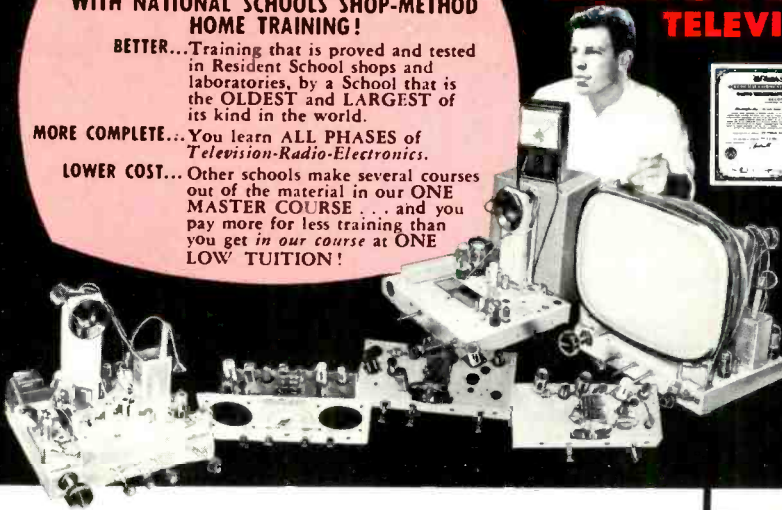 WITH NATIONAL SCHOOLS SHOP-METHOD
HOME TRAINING!
BETTER...Training that is proved and tested
in Resident School shops and
laboratories, by a School that is
the OLDEST and LARGEST of
its kind in the world.
MORE COMPLETE...You learn ALL PHASES of
Television-Radio-Electronics.
LOWER COST...Other schools make several courses
out of the material in our ONE
MASTER COURSE . . . and you
pay more for less training than
you get in our course at ONE
LOW TUITION!
TELEVI